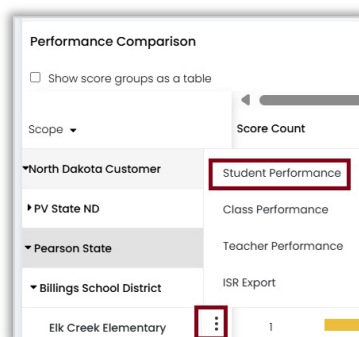 Performance Comparison
Show score groups as a table
Scope
Score Count
North Dakota Customer
Student Performance
PV State ND
Class Performance
Pearson State
Teacher Performance
Billings School District
ISR Export
Elk Creek Elementary
1